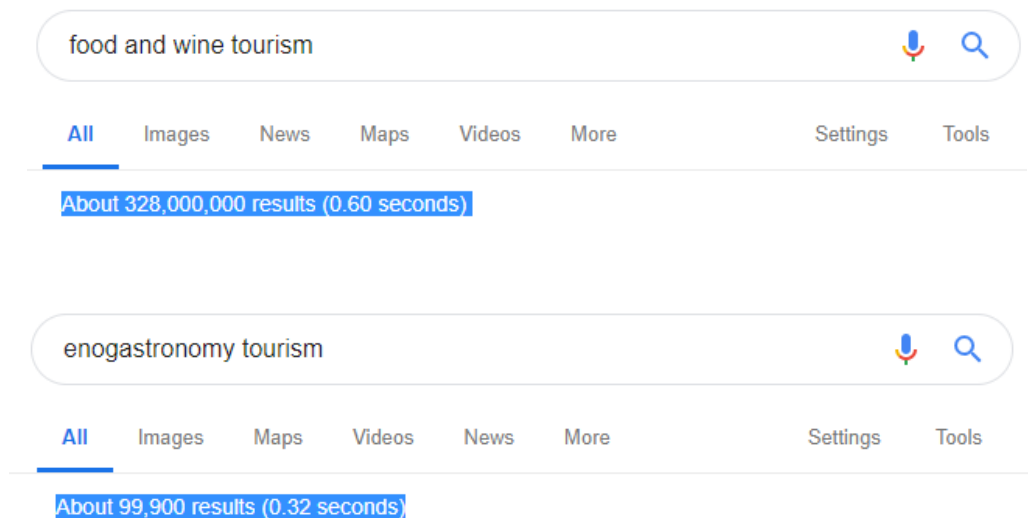 food and wine tourism
All Images News Maps Videos More Settings Tools
About 328,000,000 results (0.60 seconds)
enogastronomy tourism
All Images Maps Videos News More Settings Tools
About 99,900 results (0.32 seconds)